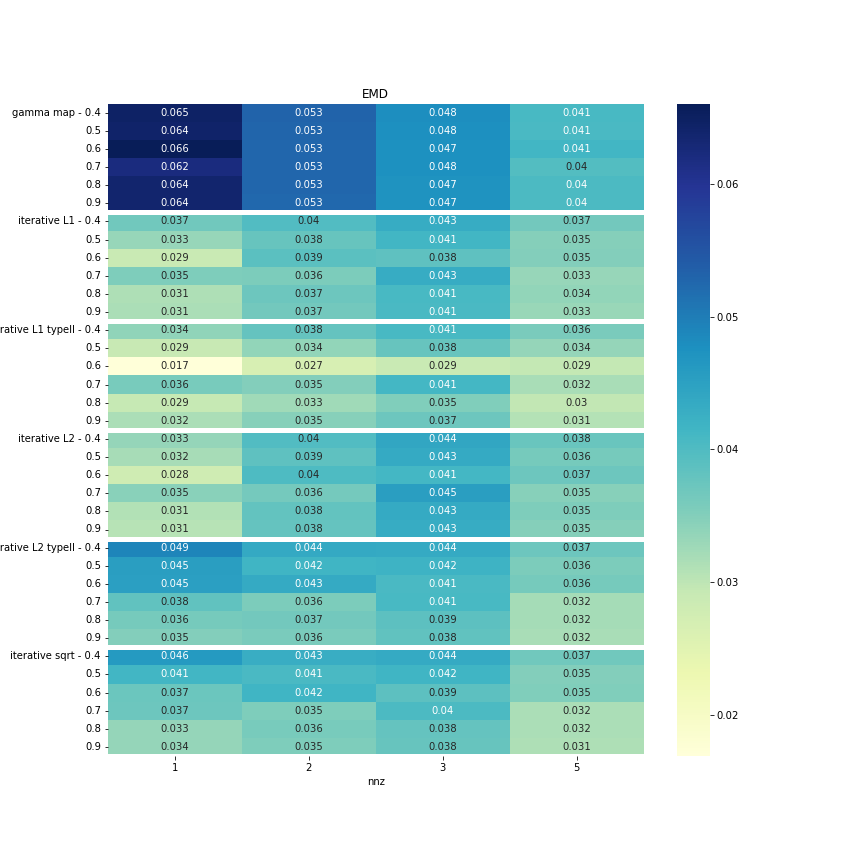 EMD
gamma map - 0.4 0.065 0.053 0.048 0.041
0.5 0.064 0.053 0.048 0.041
0.6 0.066 0.053 0.047 0.041
0.7 0.062 0.053 0.048 0.04
0.8 0.064 0.053 0.047 0.04
0.9 0.064 0.053 0.047 0.04
iterative L1 - 0.4 0.037 0.04 0.043 0.037
0.5 0.033 0.038 0.041 0.035
0.6 0.029 0.039 0.038 0.035
0.7 0.035 0.036 0.043 0.033
0.8 0.031 0.037 0.041 0.034
0.9 0.031 0.037 0.041 0.033
rative L1 typeII - 0.4 0.034 0.038 0.041 0.036
0.5 0.029 0.034 0.038 0.034
0.6 0.017 0.027 0.029 0.029
0.7 0.036 0.035 0.041 0.032
0.8 0.029 0.033 0.035 0.03
0.9 0.032 0.035 0.037 0.031
iterative L2 - 0.4 0.033 0.04 0.044 0.038
0.5 0.032 0.039 0.043 0.036
0.6 0.028 0.04 0.041 0.037
0.7 0.035 0.036 0.045 0.035
0.8 0.031 0.038 0.043 0.035
0.9 0.031 0.038 0.043 0.035
rative L2 typeII - 0.4 0.049 0.044 0.044 0.037
0.5 0.045 0.042 0.042 0.036
0.6 0.045 0.043 0.041 0.036
0.7 0.038 0.036 0.041 0.032
0.8 0.036 0.037 0.039 0.032
0.9 0.035 0.036 0.038 0.032
iterative sqrt - 0.4 0.046 0.043 0.044 0.037
0.5 0.041 0.041 0.042 0.035
0.6 0.037 0.042 0.039 0.035
0.7 0.037 0.035 0.04 0.032
0.8 0.033 0.036 0.038 0.032
0.9 0.034 0.035 0.038 0.031
1 2 3 5
nnz
0.06
0.05
0.04
0.03
0.02